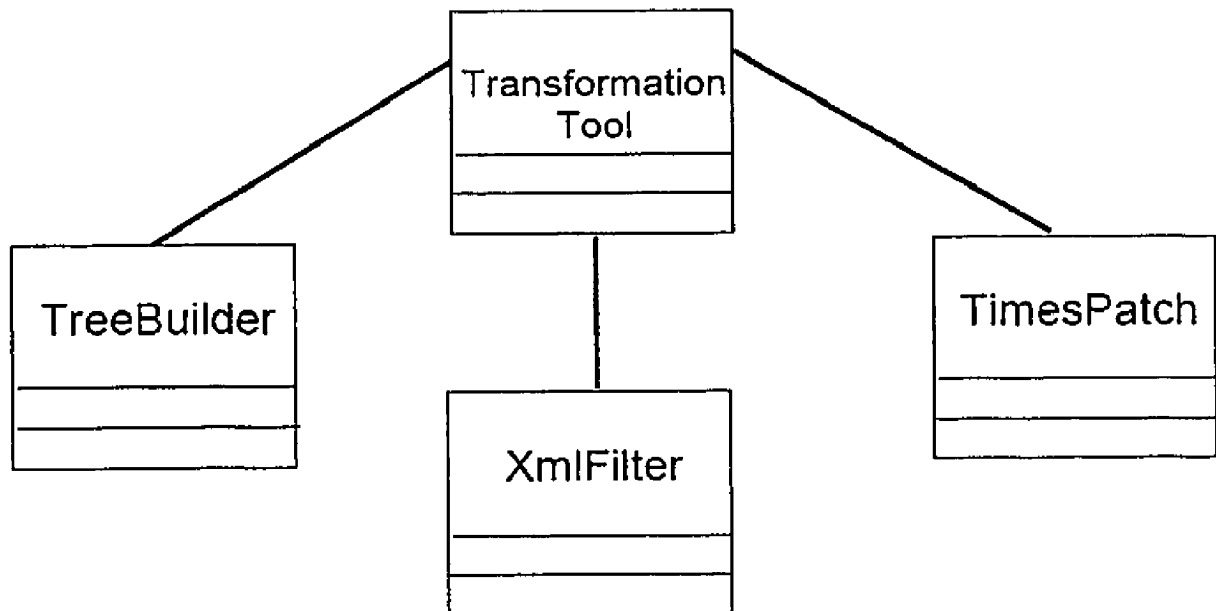 Transformation
Tool
TreeBuilder
TimesPatch
XmlFilter